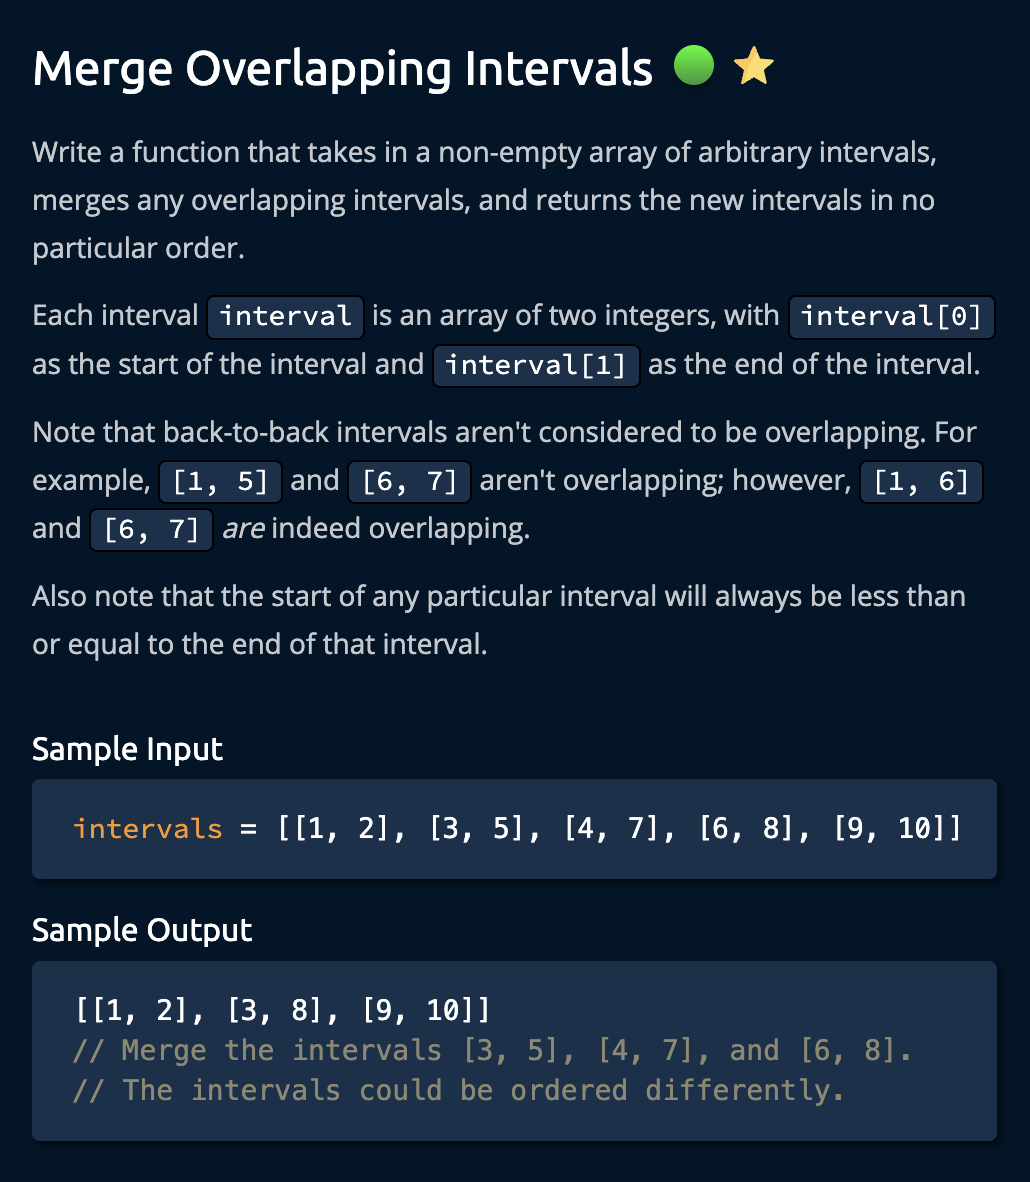 Merge Overlapping Intervals
Write a function that takes in a non-empty array of arbitrary intervals,
merges any overlapping intervals, and returns the new intervals in no
particular order.
Each interval interval is an array of two integers, with interval[0]
as the start of the interval and interval[1] as the end of the interval.
Note that back-to-back intervals aren't considered to be overlapping. For
example, [1, 5] and [6, 7] aren't overlapping; however, [1, 6]
and [6, 7] are indeed overlapping.
Also note that the start of any particular interval will always be less than
or equal to the end of that interval.
Sample Input
intervals = [[1, 2], [3, 5], [4, 7], [6, 8], [9, 10]]
Sample Output
[[1, 2], [3, 8], [9, 10]]
// Merge the intervals [3, 5], [4, 7], and [6, 8].
// The intervals could be ordered differently.